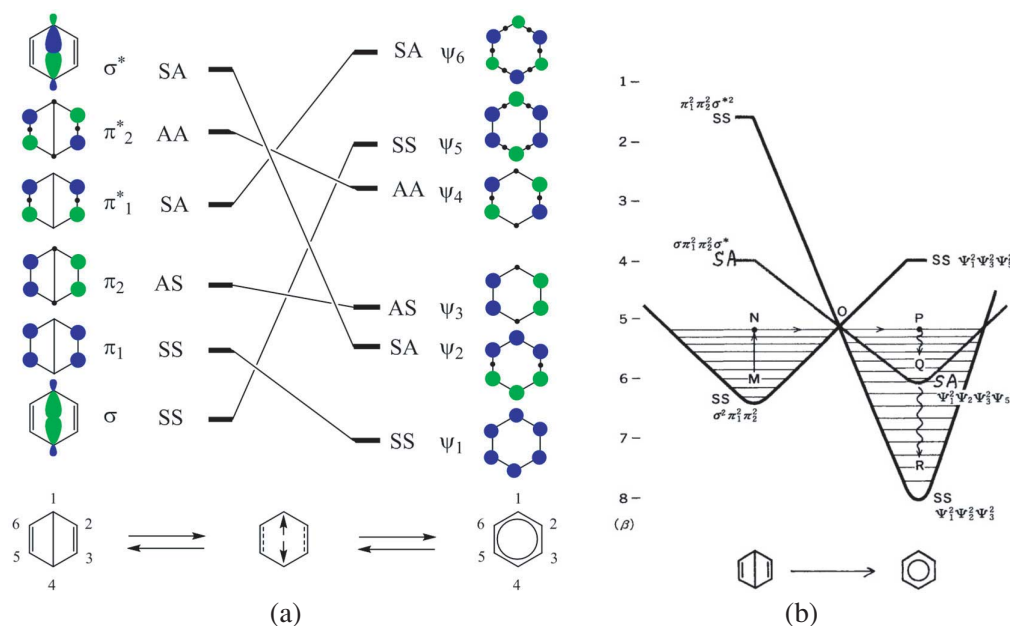 σ* SA
π*₂ AA
π*₁ SA
π₂ AS
π₁ SS
σ SS
SA ψ₆
SS ψ₅
AA ψ₄
AS ψ₃
SA ψ₂
SS ψ₁
1
6 2
5 3
4
1
6 2
5 3
4
(a)
1
2
3
4
5
6
7
8
(β)
π₁²π₂²σ*²
SS
σπ₁²π₂²σ*
SA
SS Ψ₁²Ψ₃²
N
O
P
M
Q
R
SS
σ²π₁²π₂²
SA
Ψ₁²Ψ₂Ψ₃²Ψ₅
SS
Ψ₁²Ψ₂²Ψ₃²
(b)